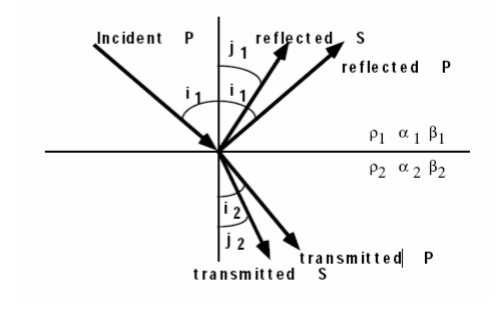 Incident P
j1
reflected S
reflected P
i1
i1
ρ1 α1 β1
ρ2 α2 β2
i2
j2
transmitted P
transmitted S